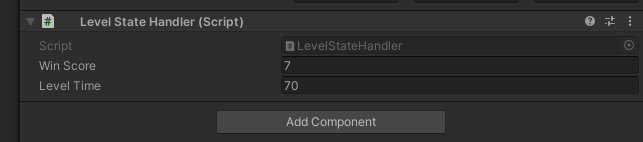 Level State Handler (Script)
Script LevelStateHandler
Win Score 7
Level Time 70
Add Component